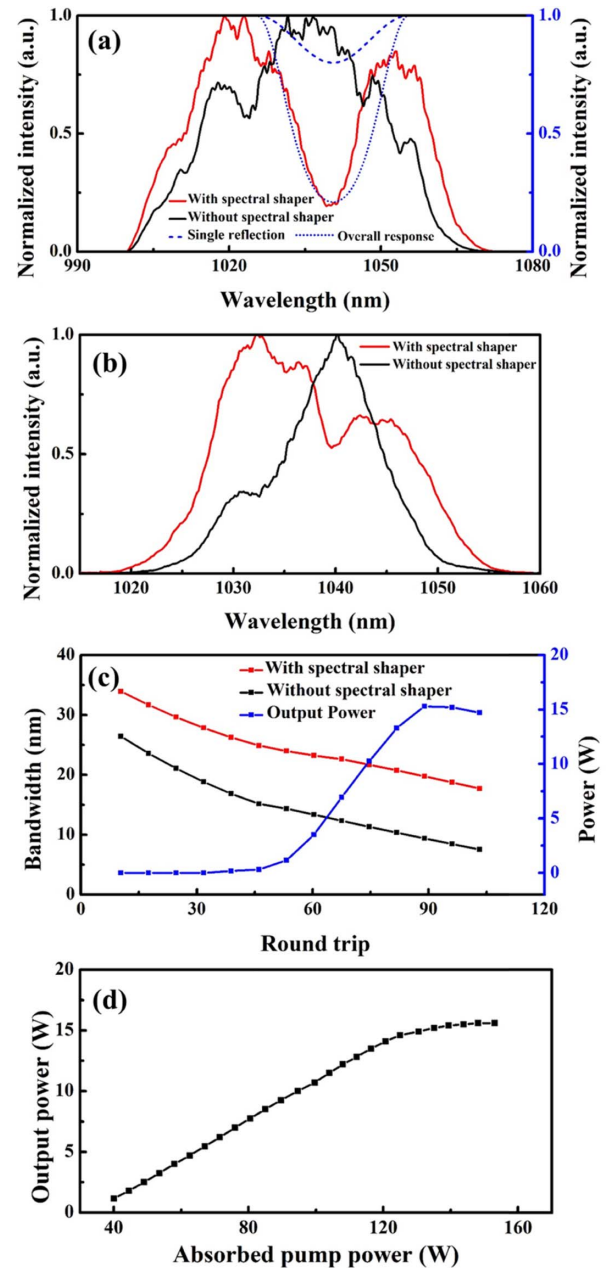 (a)
Normalized intensity (a.u.)
1.0
0.5
0.0
1.0
0.5
0.0
Normalized intensity (a.u.)
With spectral shaper
Without spectral shaper
Single reflection
Overall response
990
1020
1050
1080
Wavelength (nm)
(b)
Normalized intensity (a.u.)
1.0
0.5
0.0
With spectral shaper
Without spectral shaper
1020
1030
1040
1050
1060
Wavelength (nm)
(c)
Bandwidth (nm)
40
30
20
10
0
With spectral shaper
Without spectral shaper
Output Power
20
15
10
5
0
Power (W)
0
30
60
90
120
Round trip
(d)
Output power (W)
20
15
10
5
0
40
80
120
160
Absorbed pump power (W)